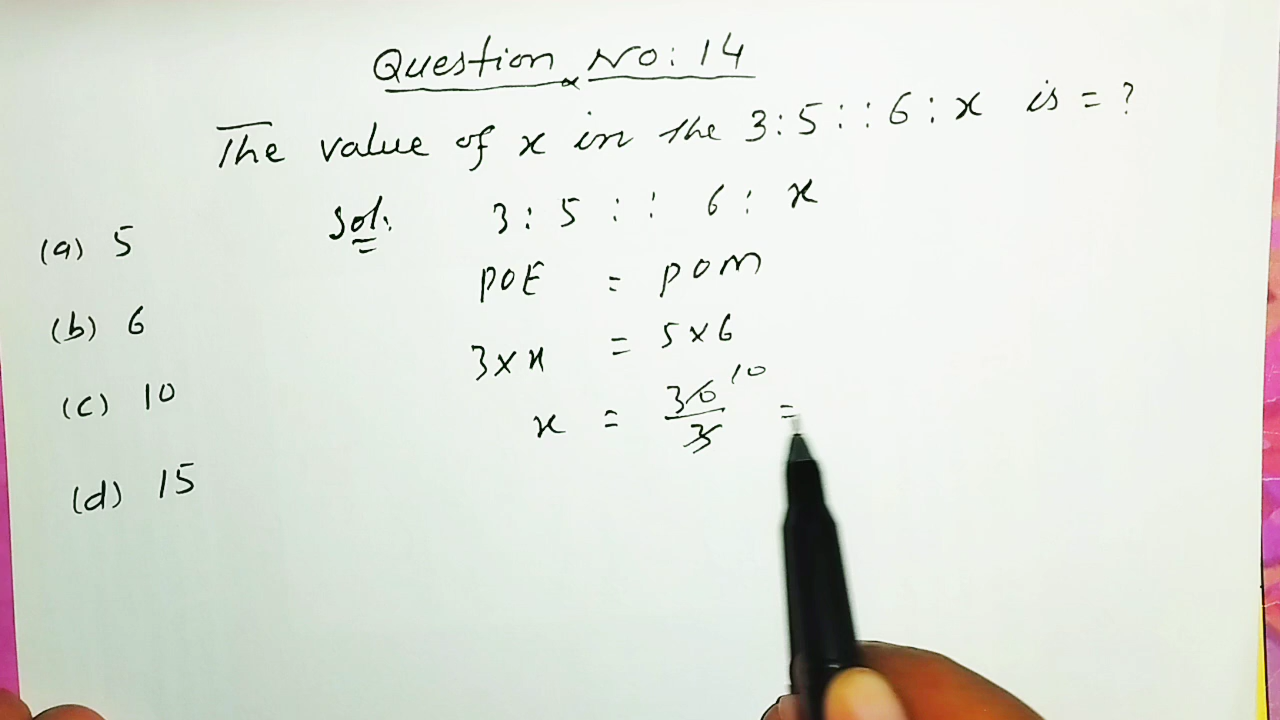 Question No: 14
The value of x in the 3:5::6:x is = ?
Sol: 3 : 5 :: 6 : x
POE = POM
3×x = 5×6
x = 30/3 10 =
(a) 5
(b) 6
(c) 10
(d) 15